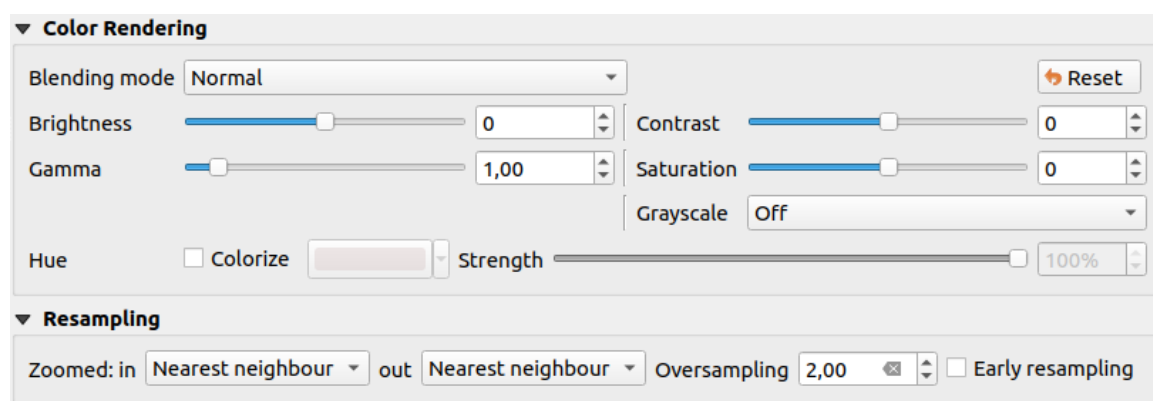 Color Rendering
Blending mode Normal Reset
Brightness 0 Contrast 0
Gamma 1,00 Saturation 0
Grayscale Off
Hue Colorize Strength 100%
Resampling
Zoomed: in Nearest neighbour out Nearest neighbour Oversampling 2,00 Early resampling